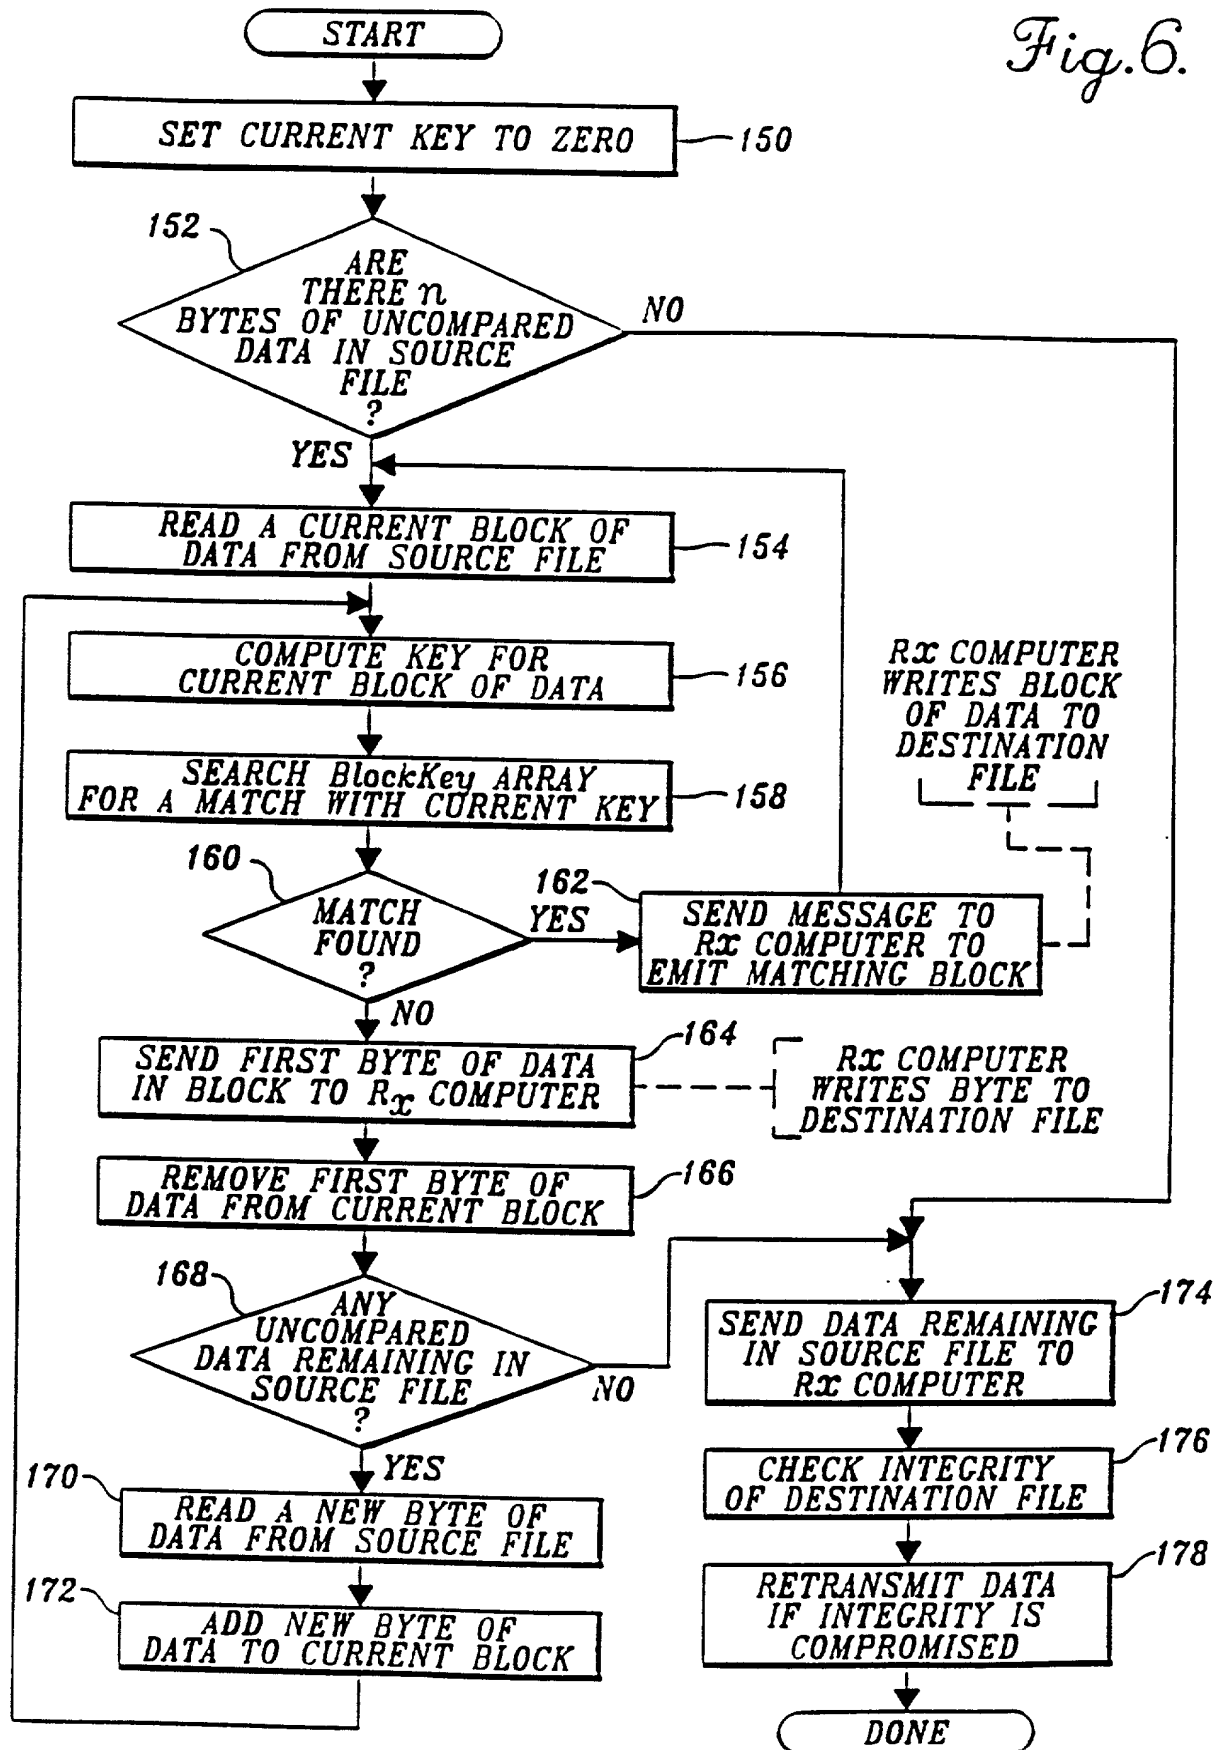 Fig.6.
START
SET CURRENT KEY TO ZERO
150
152
ARE
THERE n
BYTES OF UNCOMPARED
DATA IN SOURCE
FILE
?
NO
YES
READ A CURRENT BLOCK OF
DATA FROM SOURCE FILE
154
COMPUTE KEY FOR
CURRENT BLOCK OF DATA
156
RX COMPUTER
WRITES BLOCK
OF DATA TO
DESTINATION
FILE
SEARCH BlockKey ARRAY
FOR A MATCH WITH CURRENT KEY
158
160
MATCH
FOUND
?
YES
162
SEND MESSAGE TO
RX COMPUTER TO
EMIT MATCHING BLOCK
NO
SEND FIRST BYTE OF DATA
IN BLOCK TO Rx COMPUTER
164
RX COMPUTER
WRITES BYTE TO
DESTINATION FILE
REMOVE FIRST BYTE OF
DATA FROM CURRENT BLOCK
166
168
ANY
UNCOMPARED
DATA REMAINING IN
SOURCE FILE
?
NO
YES
SEND DATA REMAINING
IN SOURCE FILE TO
RX COMPUTER
174
CHECK INTEGRITY
OF DESTINATION FILE
176
170
READ A NEW BYTE OF
DATA FROM SOURCE FILE
172
ADD NEW BYTE OF
DATA TO CURRENT BLOCK
RETRANSMIT DATA
IF INTEGRITY IS
COMPROMISED
178
DONE